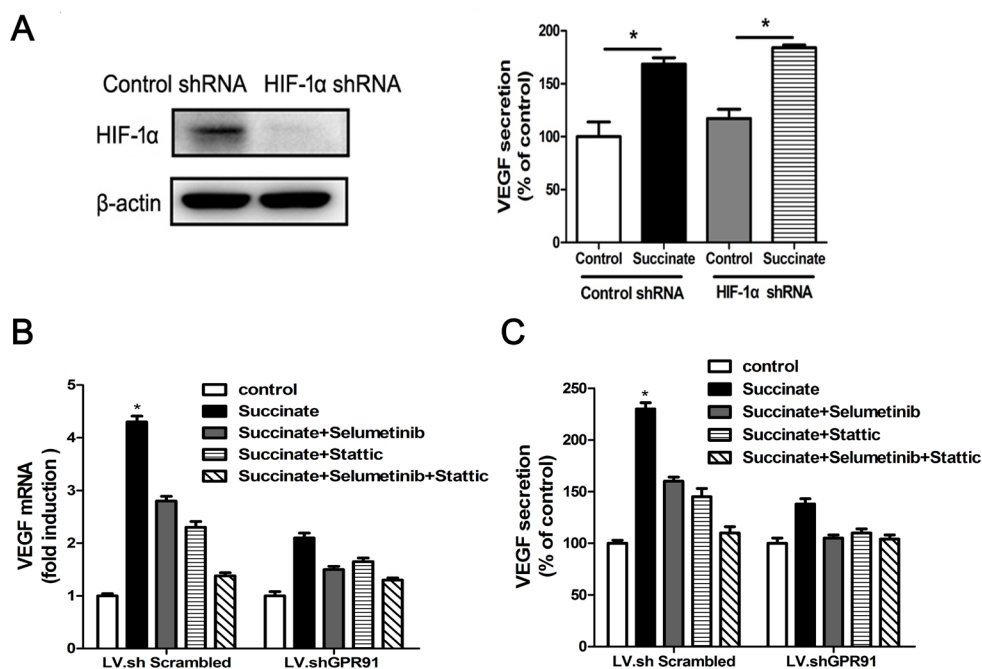 A
Control shRNA HIF-1α shRNA
HIF-1α
β-actin
VEGF secretion
(% of control)
200
150
100
50
0
*
*
Control Succinate Control Succinate
Control shRNA HIF-1α shRNA
B
VEGF mRNA
(fold induction )
5
4
3
2
1
0
*
control
Succinate
Succinate+Selumetinib
Succinate+Stattic
Succinate+Selumetinib+Stattic
LV.sh Scrambled LV.shGPR91
C
VEGF secretion
(% of control)
250
200
150
100
50
0
*
control
Succinate
Succinate+Selumetinib
Succinate+Stattic
Succinate+Selumetinib+Stattic
LV.sh Scrambled LV.shGPR91